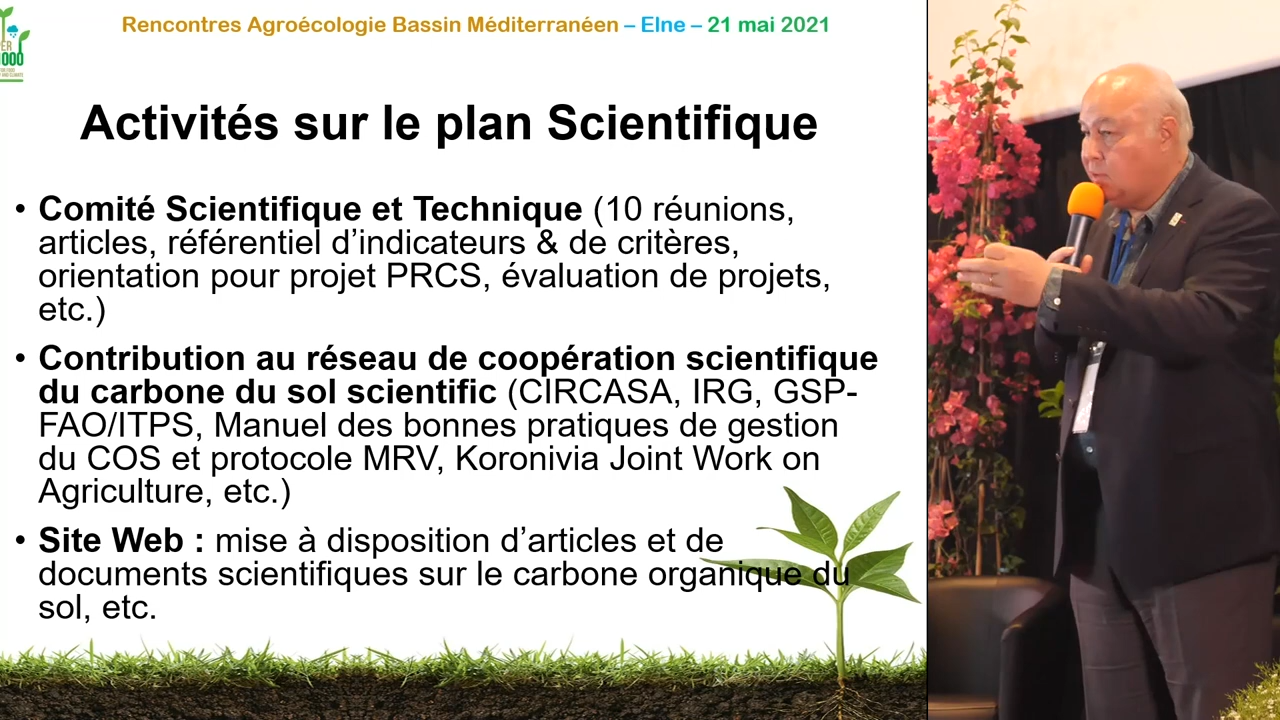 Rencontres Agroécologie Bassin Méditerranéen – Elne – 21 mai 2021
Activités sur le plan Scientifique
• Comité Scientifique et Technique (10 réunions,
articles, référentiel d’indicateurs & de critères,
orientation pour projet PRCS, évaluation de projets,
etc.)
• Contribution au réseau de coopération scientifique
du carbone du sol scientific (CIRCASA, IRG, GSP-
FAO/ITPS, Manuel des bonnes pratiques de gestion
du COS et protocole MRV, Koronivia Joint Work on
Agriculture, etc.)
• Site Web : mise à disposition d’articles et de
documents scientifiques sur le carbone organique du
sol, etc.